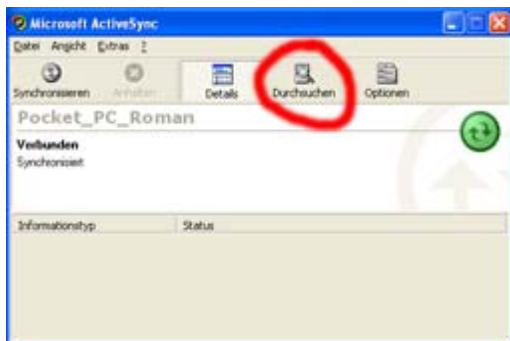 Microsoft ActiveSync
Datei Ansicht Extras ?
Synchronisieren Anhalten Details Durchsuchen Optionen
Pocket_PC_Roman
Verbunden
Synchronisiert
Informationstyp Status